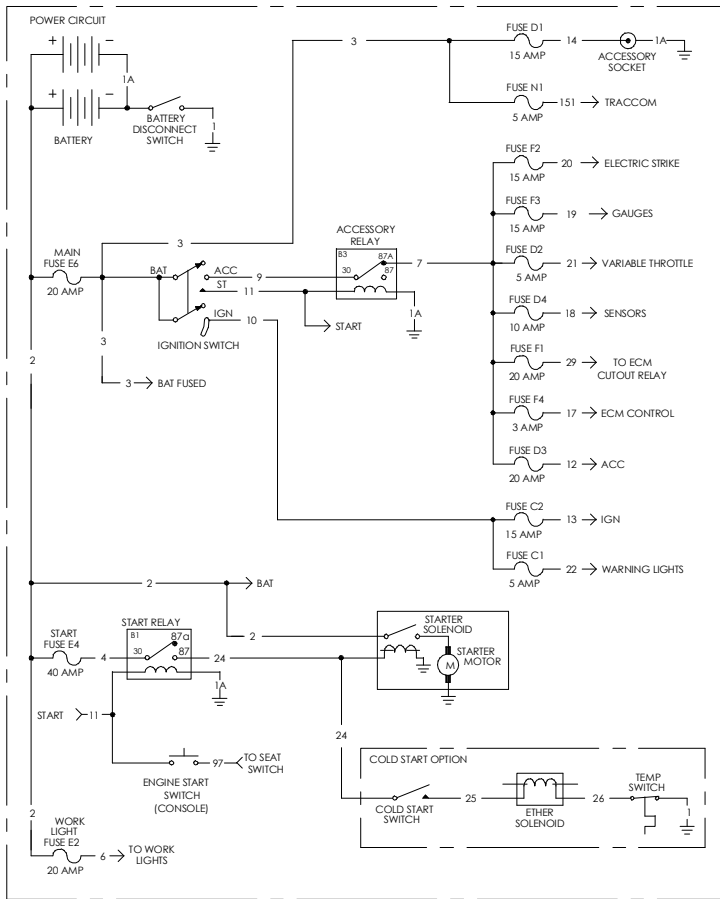 POWER CIRCUIT
+ −
1A
+ −
BATTERY
BATTERY
DISCONNECT
SWITCH
1
3
FUSE D1
15 AMP
14
ACCESSORY
SOCKET
1A
FUSE N1
5 AMP
151
TRACCOM
FUSE F2
15 AMP
20
ELECTRIC STRIKE
FUSE F3
15 AMP
19
GAUGES
FUSE D2
5 AMP
21
VARIABLE THROTTLE
FUSE D4
10 AMP
18
SENSORS
FUSE F1
20 AMP
29
TO ECM
CUTOUT RELAY
FUSE F4
3 AMP
17
ECM CONTROL
FUSE D3
20 AMP
12
ACC
MAIN
FUSE E6
20 AMP
3
BAT
ACC
ST
IGN
IGNITION SWITCH
9
11
10
START
ACCESSORY
RELAY
B3
87A
30
87
7
1A
2
3
3
BAT FUSED
FUSE C2
15 AMP
13
IGN
FUSE C1
5 AMP
22
WARNING LIGHTS
2
BAT
START
FUSE E4
40 AMP
4
START RELAY
B1
87a
30
87
24
2
1A
STARTER
SOLENOID
STARTER
MOTOR
M
START
11
97
TO SEAT
SWITCH
ENGINE START
SWITCH
(CONSOLE)
24
COLD START OPTION
COLD START
SWITCH
25
ETHER
SOLENOID
26
TEMP
SWITCH
1
2
WORK
LIGHT
FUSE E2
20 AMP
6
TO WORK
LIGHTS